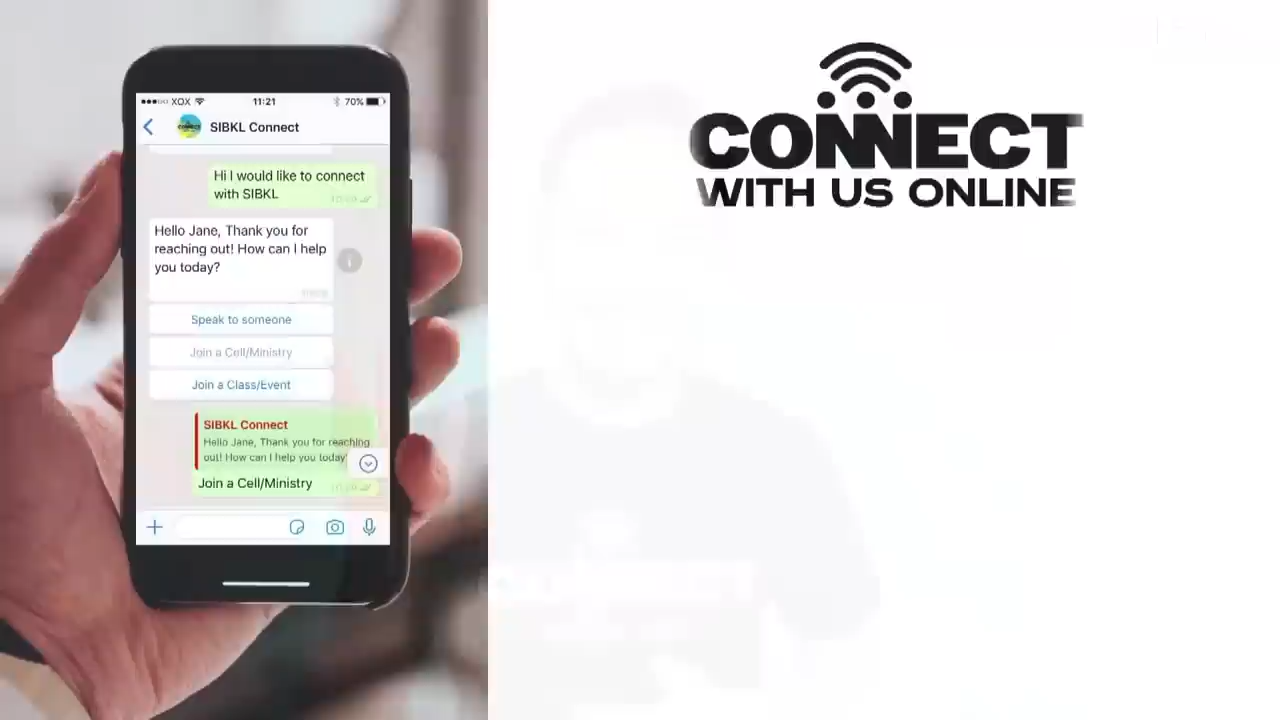 XOX
11:21
70%
SIBKL Connect
Hi I would like to connect
with SIBKL
Hello Jane, Thank you for
reaching out! How can I help
you today?
Speak to someone
Join a Cell/Ministry
Join a Class/Event
SIBKL Connect
Hello Jane, Thank you for reaching
out! How can I help you today
Join a Cell/Ministry
CONNECT
WITH US ONLINE